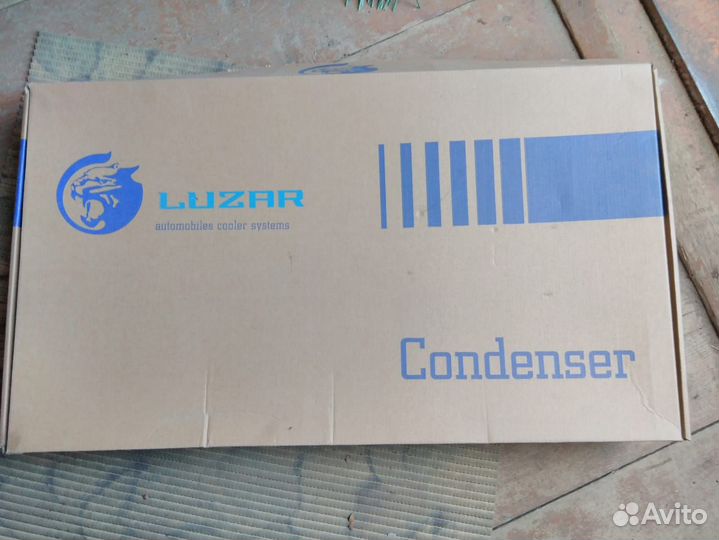 LUZAR
automobiles cooler systems
Condenser
Avito